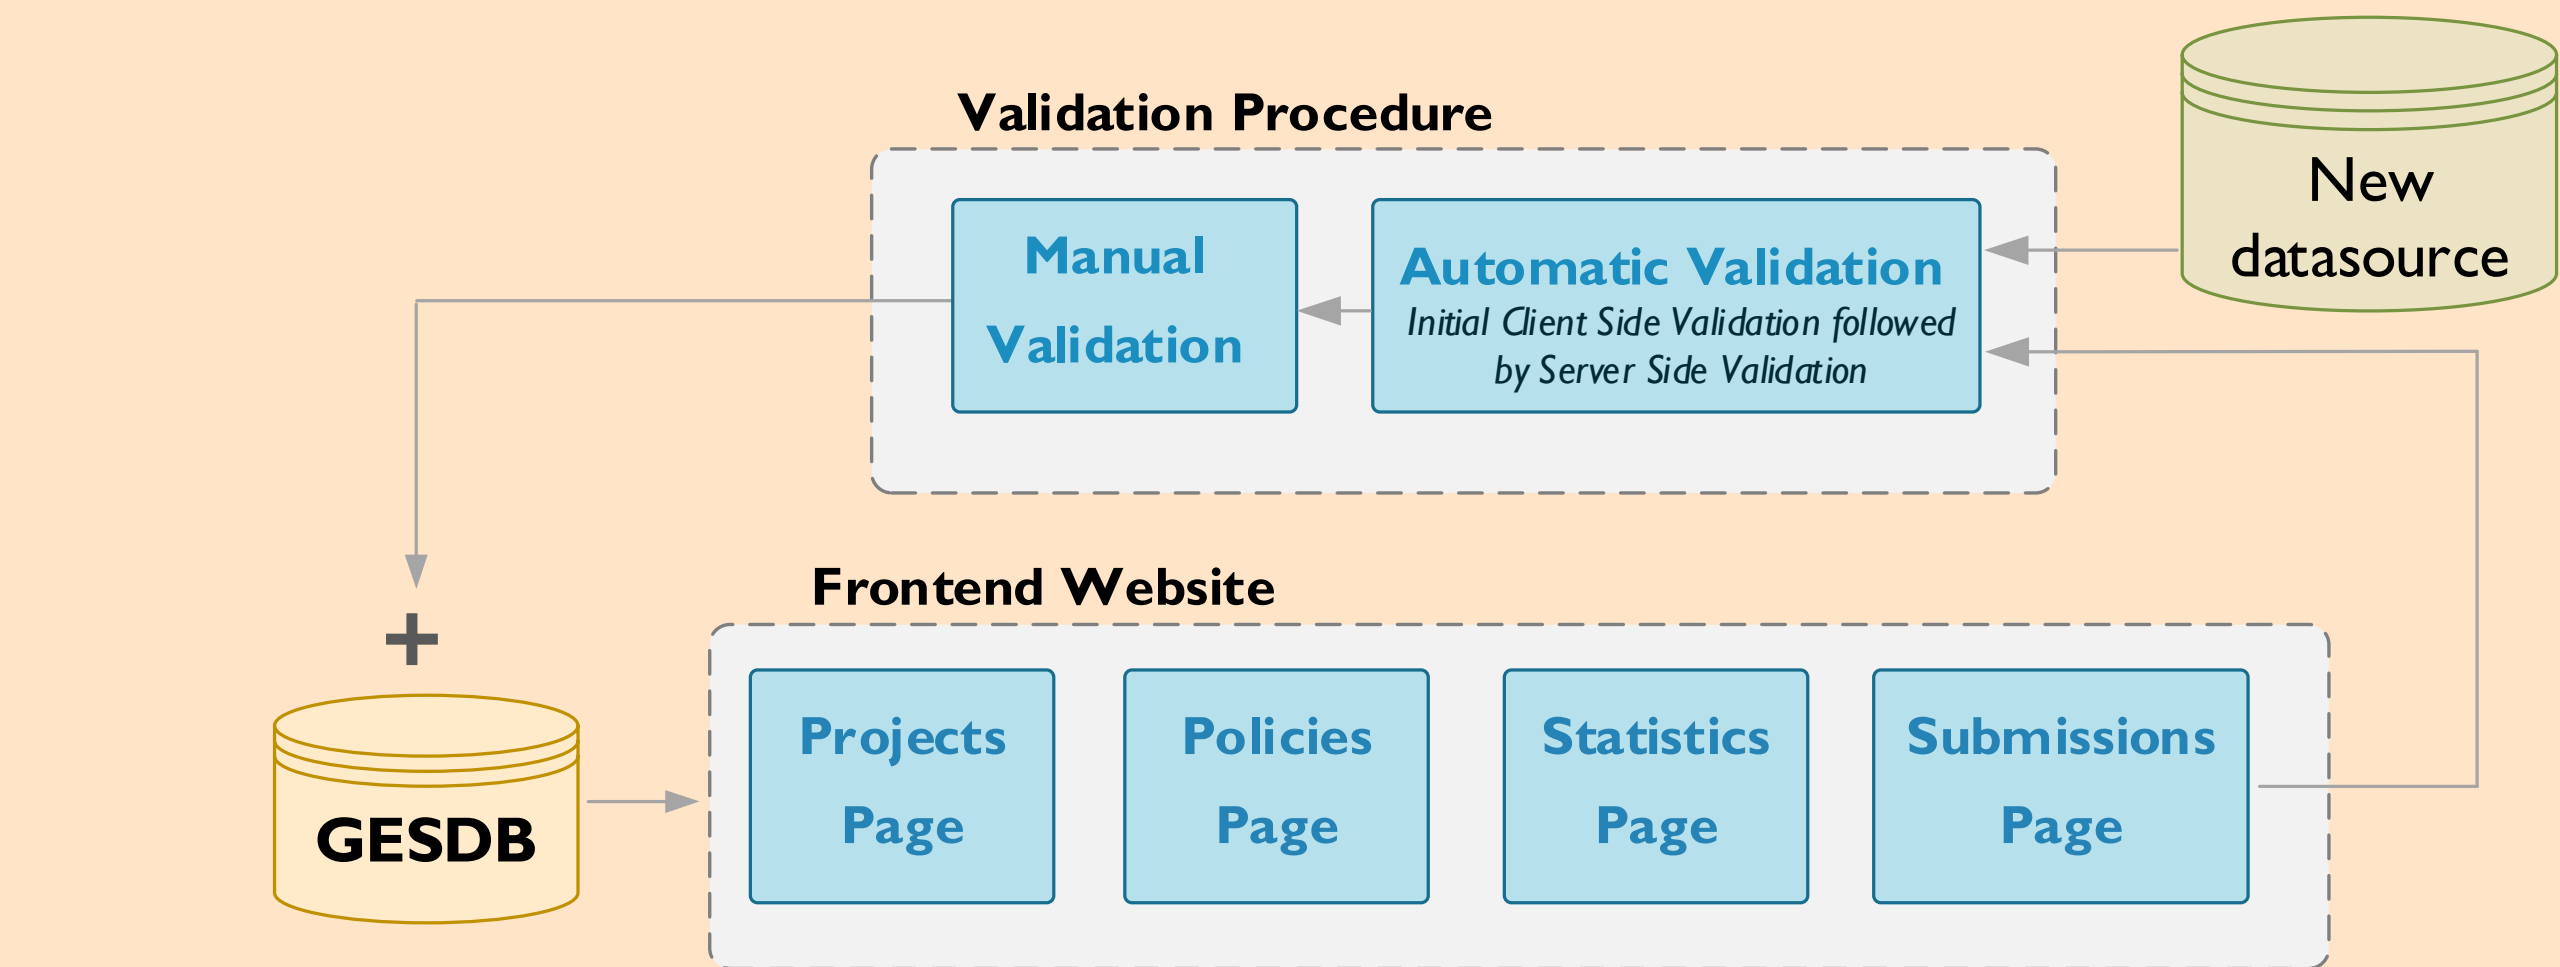 Validation Procedure
New
datasource
Manual
Validation
Automatic Validation
Initial Client Side Validation followed
by Server Side Validation
Frontend Website
+
GESDB
Projects
Page
Policies
Page
Statistics
Page
Submissions
Page